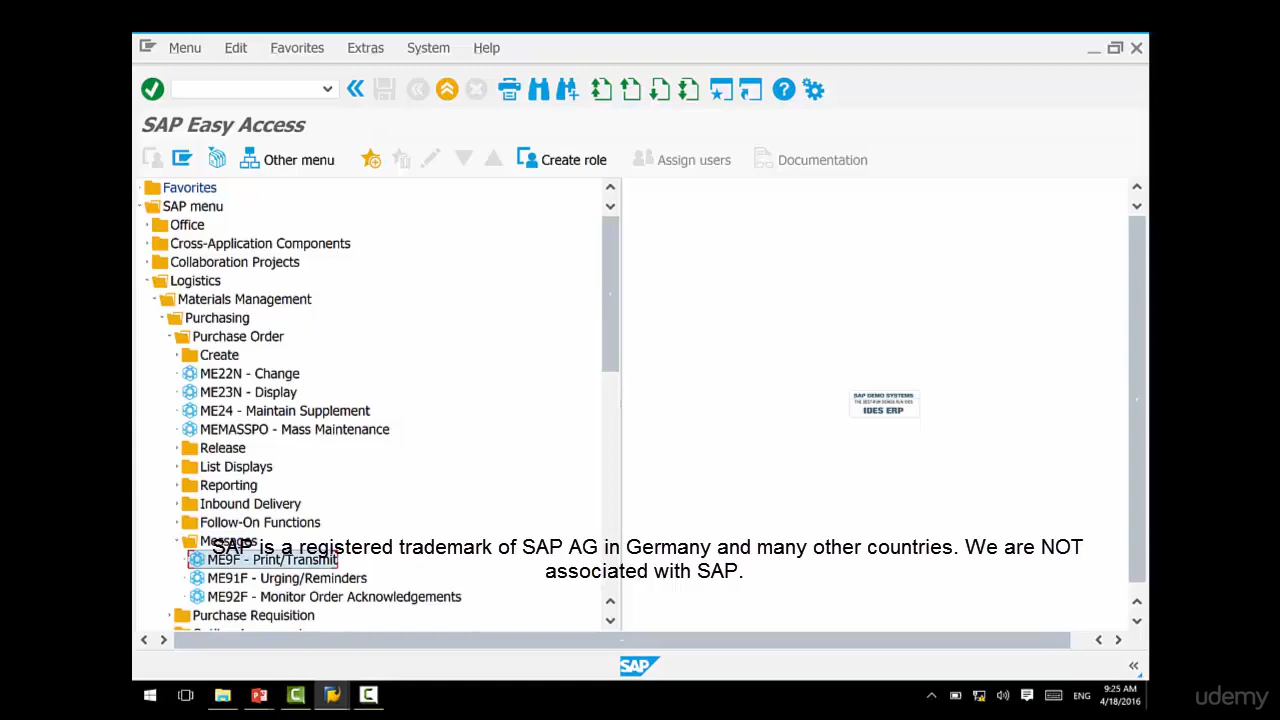 Menu Edit Favorites Extras System Help
SAP Easy Access
Other menu Create role Assign users Documentation
Favorites
SAP menu
Office
Cross-Application Components
Collaboration Projects
Logistics
Materials Management
Purchasing
Purchase Order
Create
ME22N - Change
ME23N - Display
ME24 - Maintain Supplement
MEMASSPO - Mass Maintenance
Release
List Displays
Reporting
Inbound Delivery
Follow-On Functions
Messages
ME9F - Print/Transmit
ME91F - Urging/Reminders
ME92F - Monitor Order Acknowledgements
Purchase Requisition
SAP DEMO SYSTEMS
IDES ERP
SAP is a registered trademark of SAP AG in Germany and many other countries. We are NOT
associated with SAP.
SAP
ENG
9:25 AM
4/18/2016
udemy